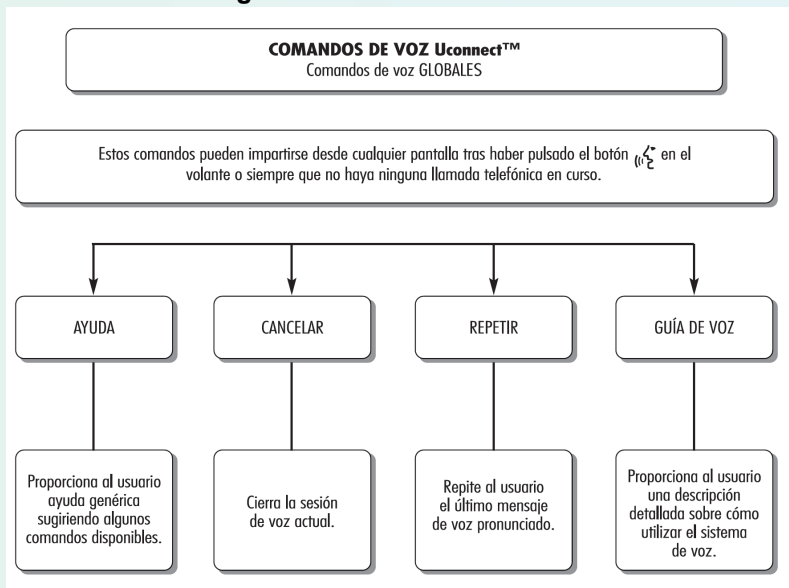 COMANDOS DE VOZ Uconnect™
Comandos de voz GLOBALES
Estos comandos pueden impartirse desde cualquier pantalla tras haber pulsado el botón en el
volante o siempre que no haya ninguna llamada telefónica en curso.
AYUDA
CANCELAR
REPETIR
GUÍA DE VOZ
Proporciona al usuario
ayuda genérica
sugiriendo algunos
comandos disponibles.
Cierra la sesión
de voz actual.
Repite al usuario
el último mensaje
de voz pronunciado.
Proporciona al usuario
una descripción
detallada sobre cómo
utilizar el sistema
de voz.